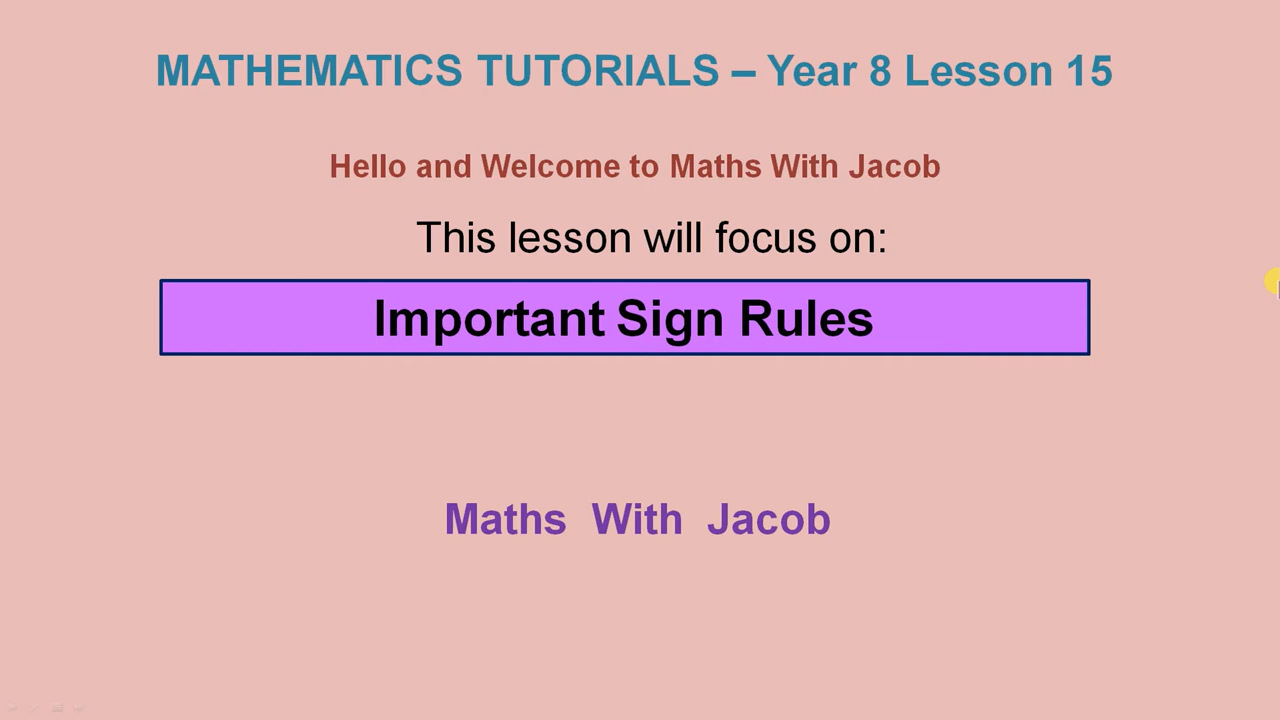 MATHEMATICS TUTORIALS – Year 8 Lesson 15
Hello and Welcome to Maths With Jacob
This lesson will focus on:
Important Sign Rules
Maths With Jacob